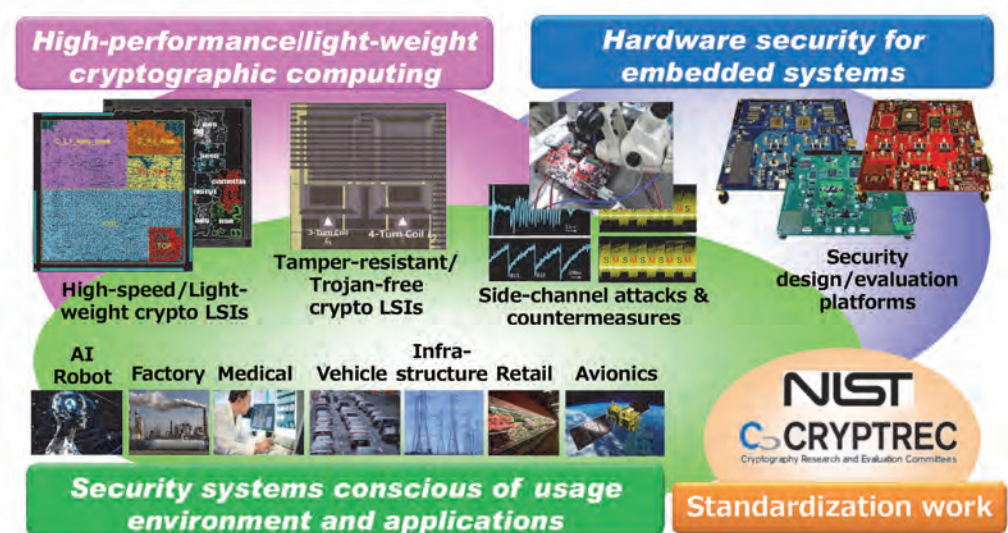 High-performance/light-weight
cryptographic computing
Hardware security for
embedded systems
TOP
camellia
3-Turn Coil
4-Turn Coil
High-speed/Light-
weight crypto LSIs
Tamper-resistant/
Trojan-free
crypto LSIs
Side-channel attacks &
countermeasures
Security
design/evaluation
platforms
AI
Robot
Factory
Medical
Vehicle
Infra-
structure
Retail
Avionics
NIST
CRYPTREC
Cryptography Research and Evaluation Committees
Security systems conscious of usage
environment and applications
Standardization work